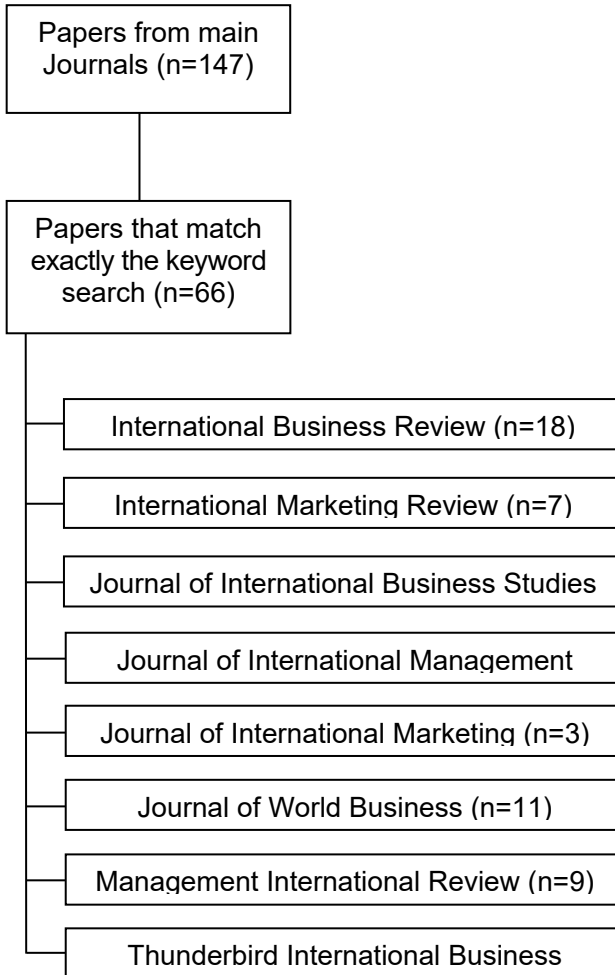 Papers from main
Journals (n=147)
Papers that match
exactly the keyword
search (n=66)
International Business Review (n=18)
International Marketing Review (n=7)
Journal of International Business Studies
Journal of International Management
Journal of International Marketing (n=3)
Journal of World Business (n=11)
Management International Review (n=9)
Thunderbird International Business